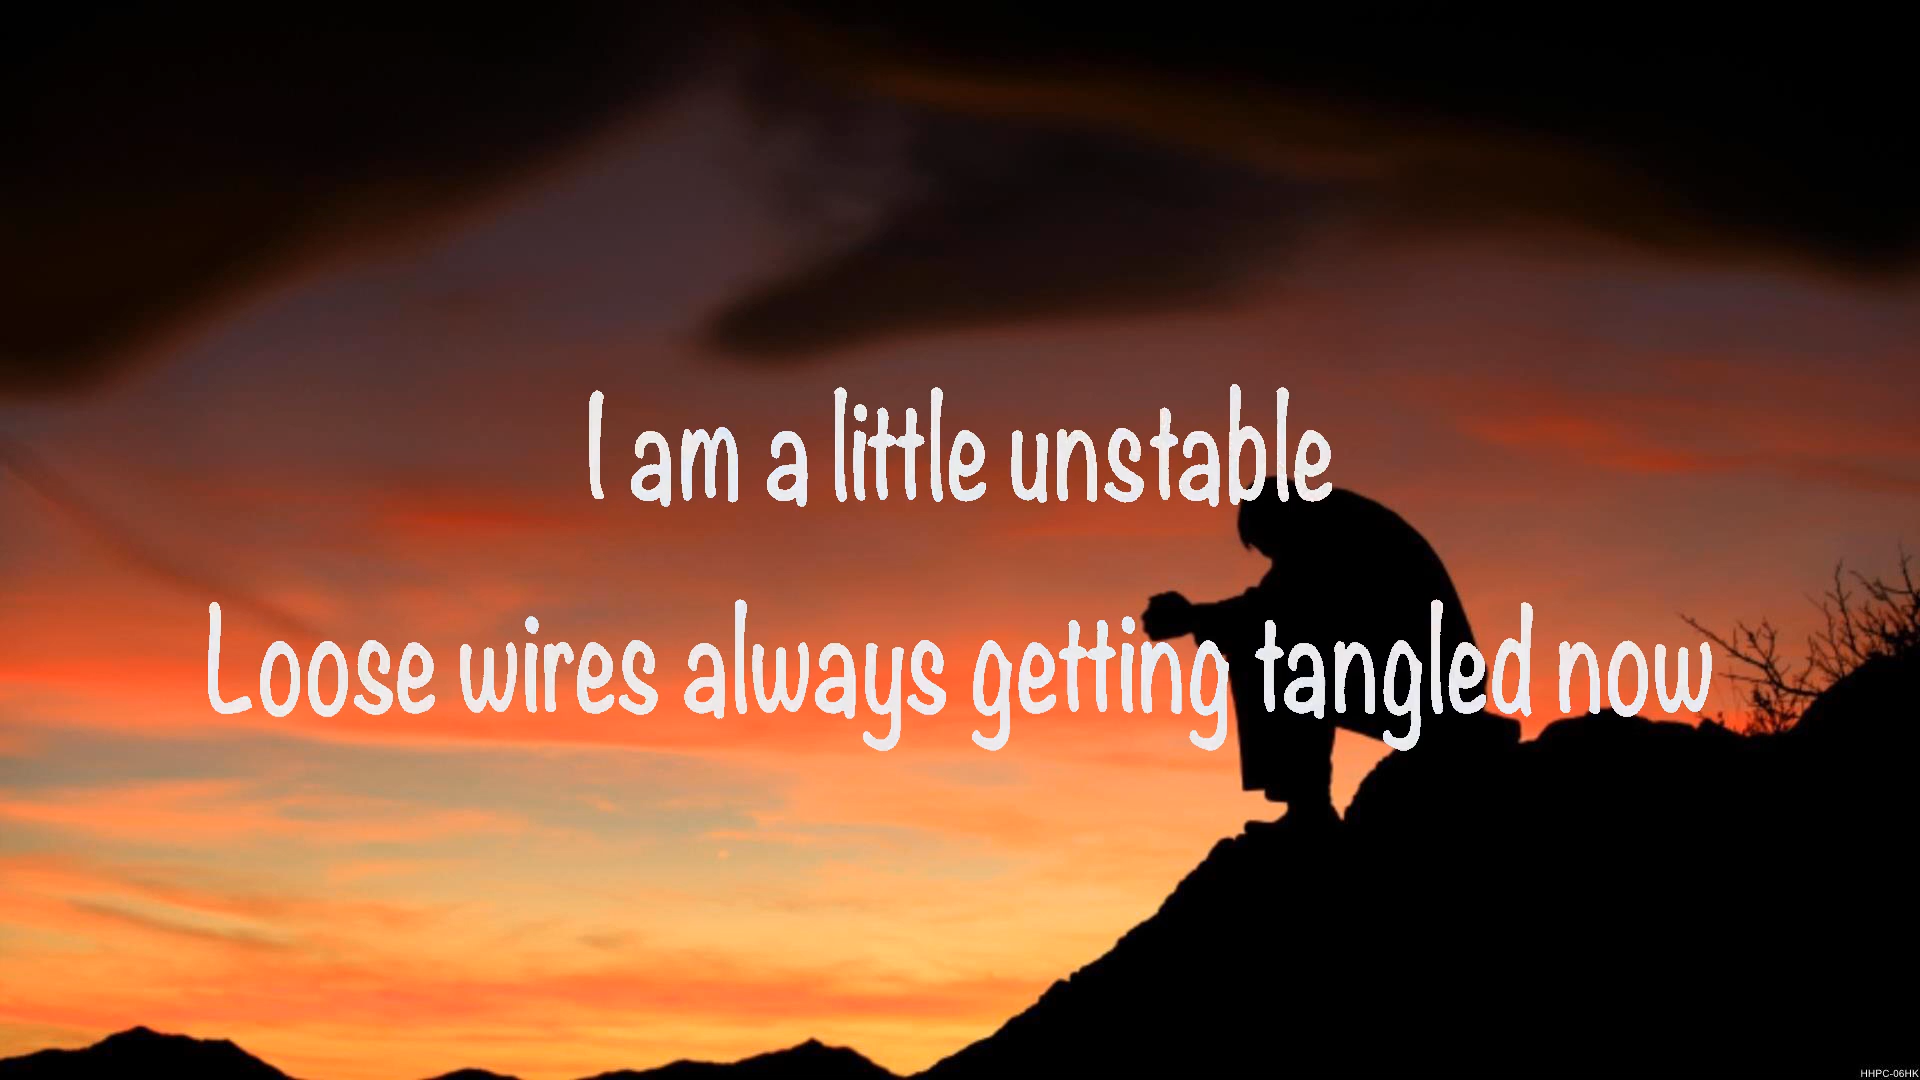 I am a little unstable
Loose wires always getting tangled now
HHPC-06HK